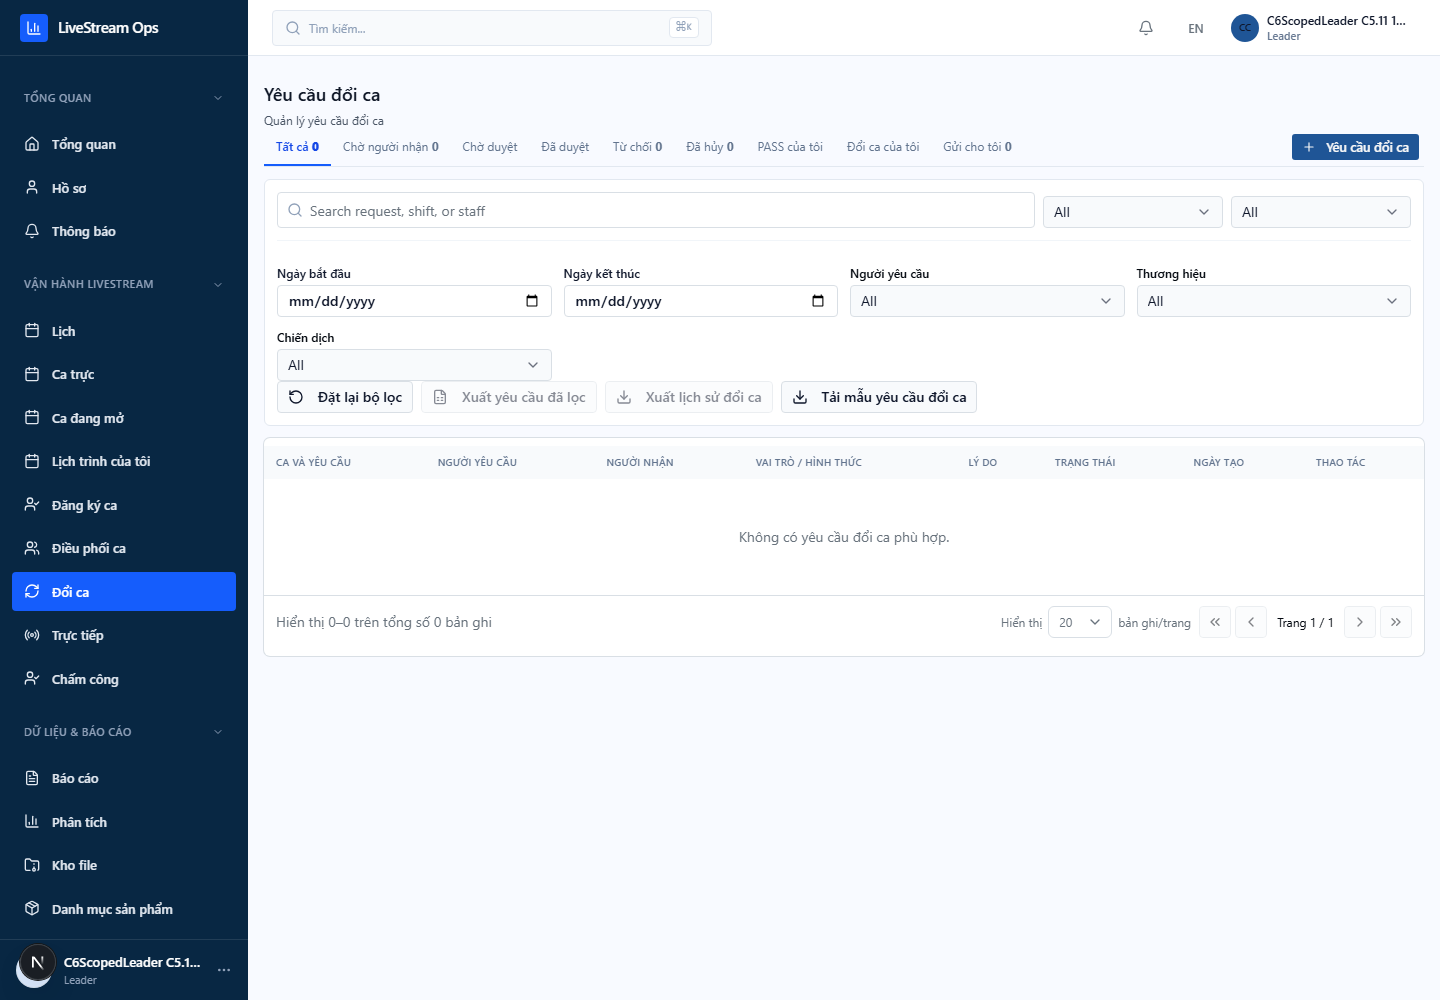 LiveStream Ops
Tìm kiếm...
⌘K
EN
CC
C6ScopedLeader C5.11 1...
Leader
TỔNG QUAN
Tổng quan
Hồ sơ
Thông báo
VẬN HÀNH LIVESTREAM
Lịch
Ca trực
Ca đang mở
Lịch trình của tôi
Đăng ký ca
Điều phối ca
Đổi ca
Trực tiếp
Chấm công
DỮ LIỆU & BÁO CÁO
Báo cáo
Phân tích
Kho file
Danh mục sản phẩm
N
C6ScopedLeader C5.1...
Leader
Yêu cầu đổi ca
Quản lý yêu cầu đổi ca
Tất cả 0 Chờ người nhận 0 Chờ duyệt Đã duyệt Từ chối 0 Đã hủy 0 PASS của tôi Đổi ca của tôi Gửi cho tôi 0
Yêu cầu đổi ca
Search request, shift, or staff
All
All
Ngày bắt đầu Ngày kết thúc Người yêu cầu Thương hiệu
mm/dd/yyyy mm/dd/yyyy All All
Chiến dịch
All
Đặt lại bộ lọc Xuất yêu cầu đã lọc Xuất lịch sử đổi ca Tải mẫu yêu cầu đổi ca
CA VÀ YÊU CẦU NGƯỜI YÊU CẦU NGƯỜI NHẬN VAI TRÒ / HÌNH THỨC LÝ DO TRẠNG THÁI NGÀY TẠO THAO TÁC
Không có yêu cầu đổi ca phù hợp.
Hiển thị 0–0 trên tổng số 0 bản ghi
Hiển thị 20 bản ghi/trang Trang 1 / 1